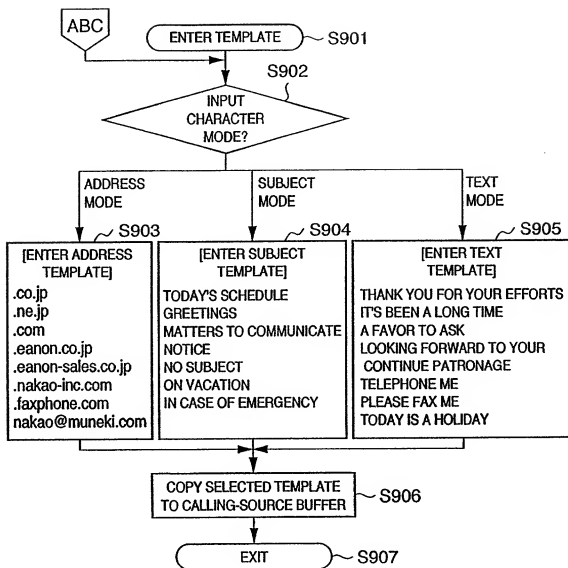 ABC
ENTER TEMPLATE
S901
S902
INPUT
CHARACTER
MODE?
ADDRESS
MODE
SUBJECT
MODE
TEXT
MODE
S903
[ENTER ADDRESS
TEMPLATE]
.co.jp
.ne.jp
.com
.eanon.co.jp
.eanon-sales.co.jp
.nakao-inc.com
.faxphone.com
nakao@muneki.com
S904
[ENTER SUBJECT
TEMPLATE]
TODAY'S SCHEDULE
GREETINGS
MATTERS TO COMMUNICATE
NOTICE
NO SUBJECT
ON VACATION
IN CASE OF EMERGENCY
S905
[ENTER TEXT
TEMPLATE]
THANK YOU FOR YOUR EFFORTS
IT'S BEEN A LONG TIME
A FAVOR TO ASK
LOOKING FORWARD TO YOUR
CONTINUE PATRONAGE
TELEPHONE ME
PLEASE FAX ME
TODAY IS A HOLIDAY
COPY SELECTED TEMPLATE
TO CALLING-SOURCE BUFFER
S906
EXIT
S907